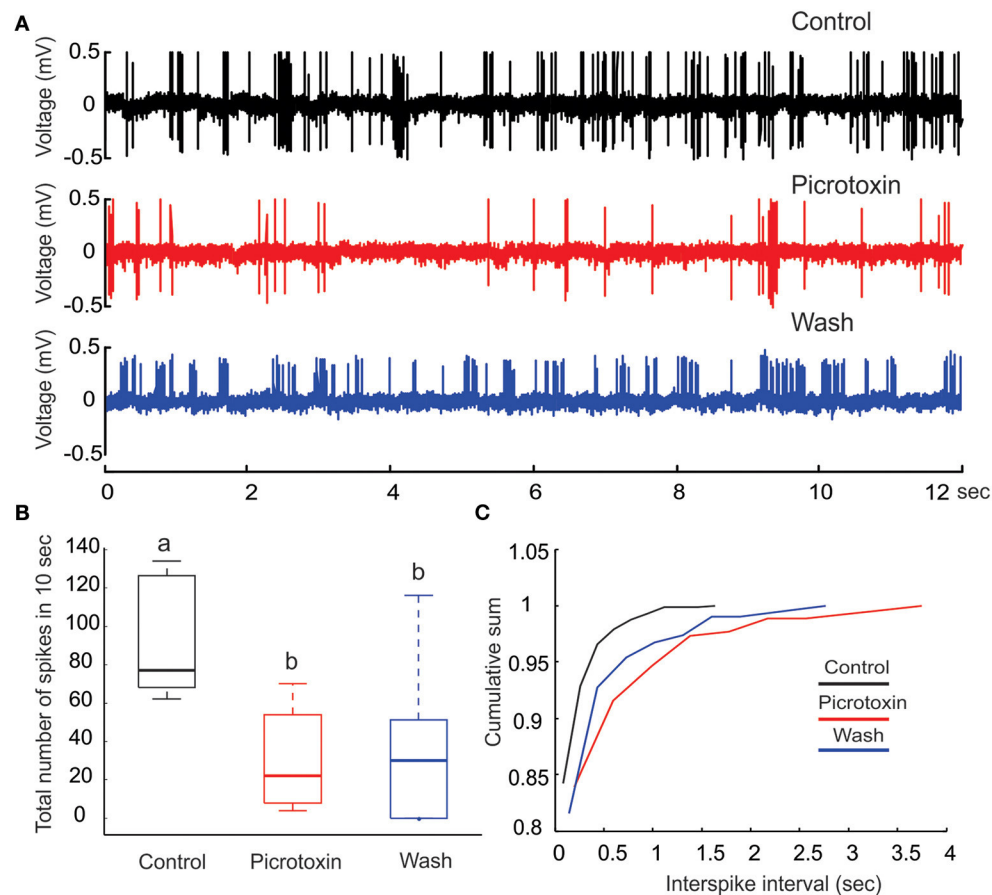 A
Control
Voltage (mV)
0.5
0
-0.5
Picrotoxin
Voltage (mV)
0.5
0
-0.5
Wash
Voltage (mV)
0.5
0
-0.5
0 2 4 6 8 10 12 sec
B
Total number of spikes in 10 sec
140
120
100
80
60
40
20
0
a
b
b
Control Picrotoxin Wash
C
Cumulative sum
1.05
1
0.95
0.9
0.85
0.8
Control
Picrotoxin
Wash
0 0.5 1 1.5 2 2.5 3 3.5 4
Interspike interval (sec)